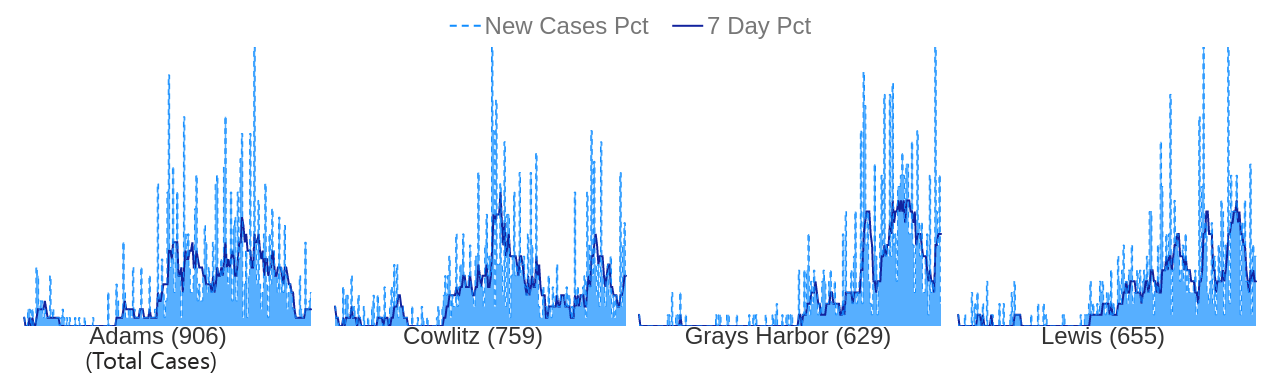 New Cases Pct 7 Day Pct
Adams (906) Cowlitz (759) Grays Harbor (629) Lewis (655)
(Total Cases)